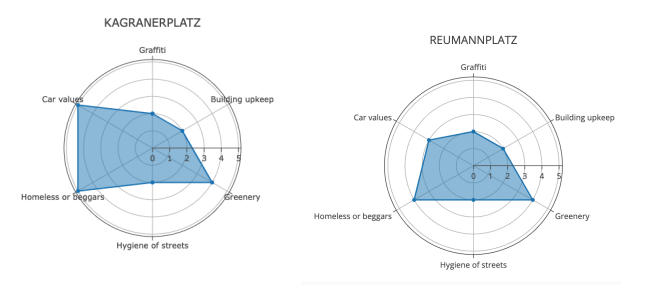 KAGRANERPLATZ
Graffiti
Car values
Building upkeep
0 1 2 3 4 5
Homeless or beggars
Greenery
Hygiene of streets
REUMANNPLATZ
Graffiti
Car values
Building upkeep
0 1 2 3 4 5
Homeless or beggars
Greenery
Hygiene of streets